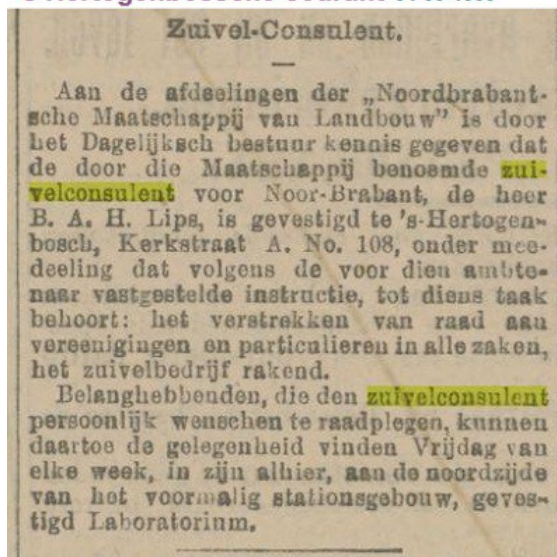 Zuivel-Consulent.
Aan de afdeelingen der „Noordbrabant-
sche Maatschappij van Landbouw” is door
het Dagelijksch bestuur kennis gegeven dat
de door die Maatschappij benoemde zui-
velconsulent voor Noor-Brabant, de heer
B. A. H. Lips, is gevestigd te 's-Hertogen-
bosch, Kerkstraat A. No. 108, onder mee-
deeling dat volgens de voor dien ambte-
naar vastgestelde instructie, tot diens taak
behoort: het verstrekken van raad aan
vereenigingen en particulieren in alle zaken,
het zuivelbedrijf rakend.
Belanghebbenden, die den zuivelconsulent
persoonlijk wenschen te raadplegen, kunnen
daartoe de gelegenheid vinden Vrijdag van
elke week, in zijn alhier, aan de noordzijde
van het voormalig stationsgebouw, geves-
tigd Laboratorium.